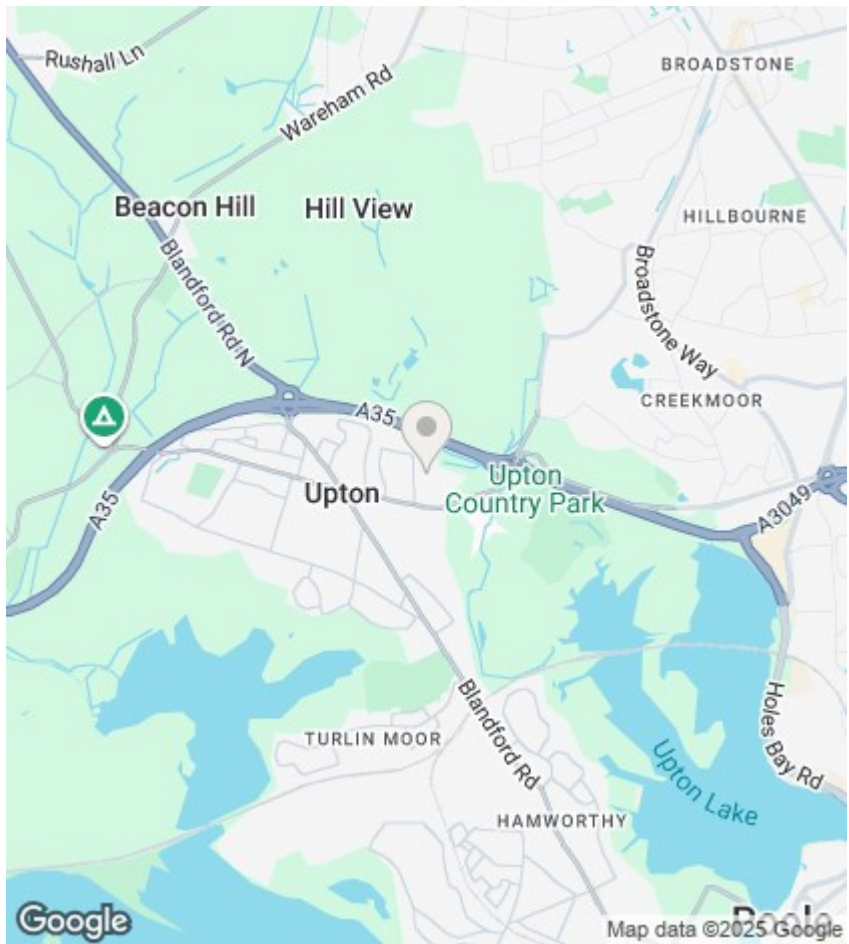 Rushall Ln
BROADSTONE
Wareham Rd
Beacon Hill
Hill View
HILLBOURNE
Blandford Rd N
Broadstone Way
A35
CREEKMOOR
Upton
Upton
Country Park
A35
A3049
Blandford Rd
TURLIN MOOR
Holes Bay Rd
Upton Lake
HAMWORTHY
Poole
Google
Map data ©2025 Google